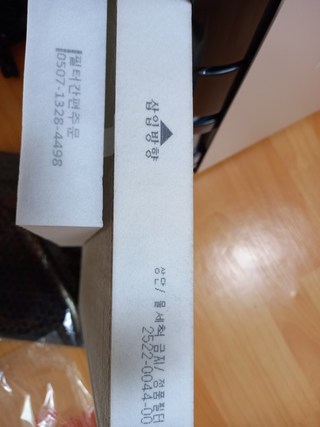 필터간편주문
0507-1328-4498
삽입방향
상단/ 물세척 금지/ 정품필터
2522-0044-00